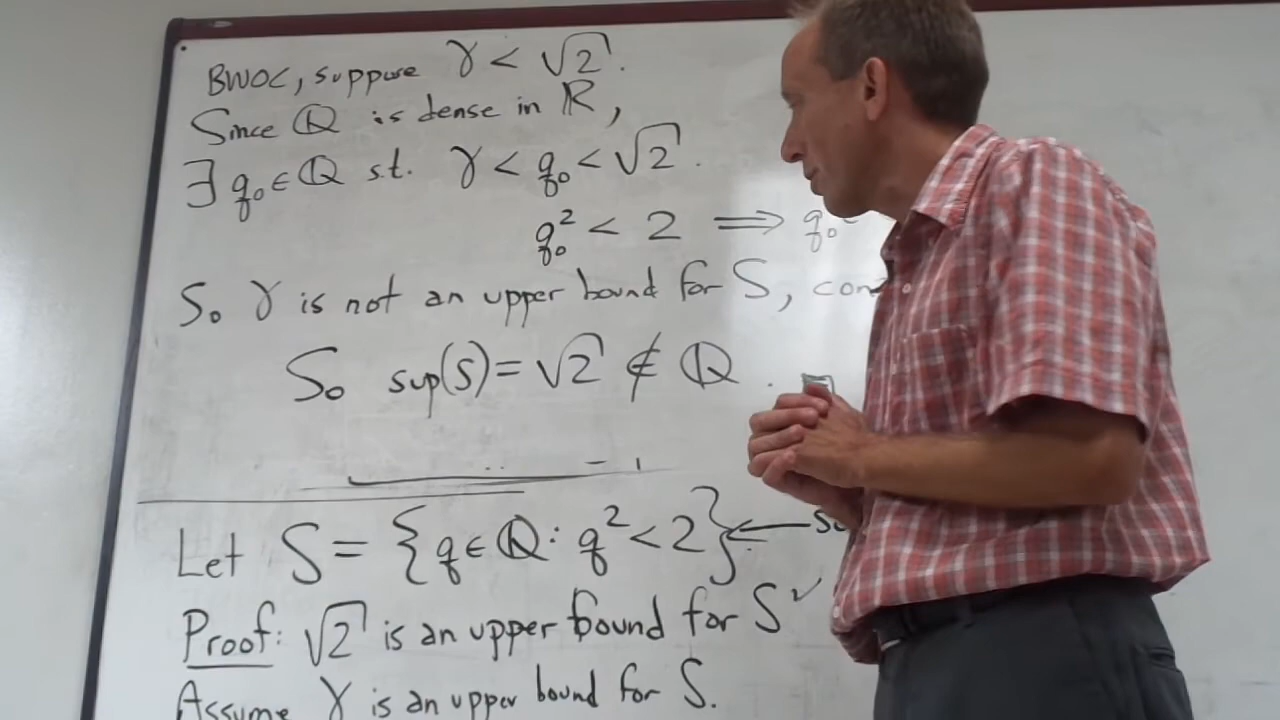 BWOC, suppose γ < √2.
Since ℚ is dense in ℝ,
∃ q₀ ∈ ℚ s.t. γ < q₀ < √2.
q₀² < 2 ⟹ q₀
So γ is not an upper bound for S,
So sup(S) = √2 ∉ ℚ.
Let S = {q ∈ ℚ : q² < 2} ←
Proof: √2 is an upper bound for S ✓
Assume γ is an upper bound for S.